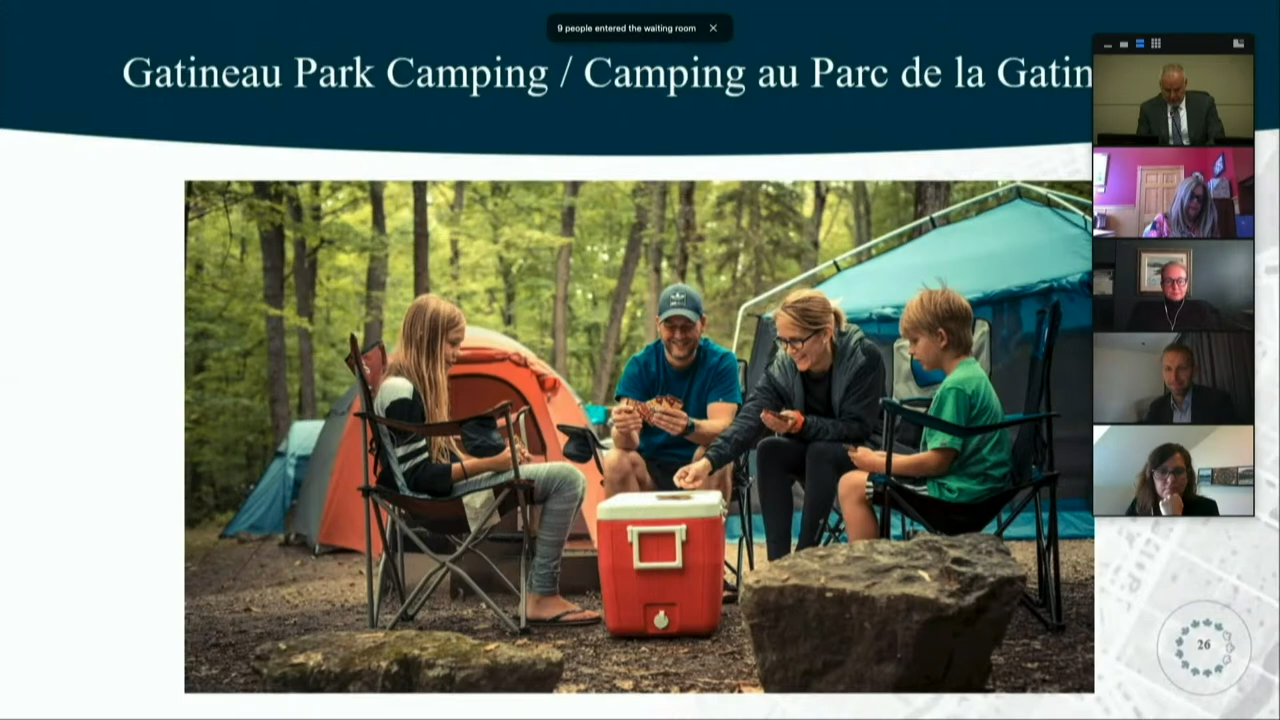 9 people entered the waiting room
Gatineau Park Camping / Camping au Parc de la Gatin
26